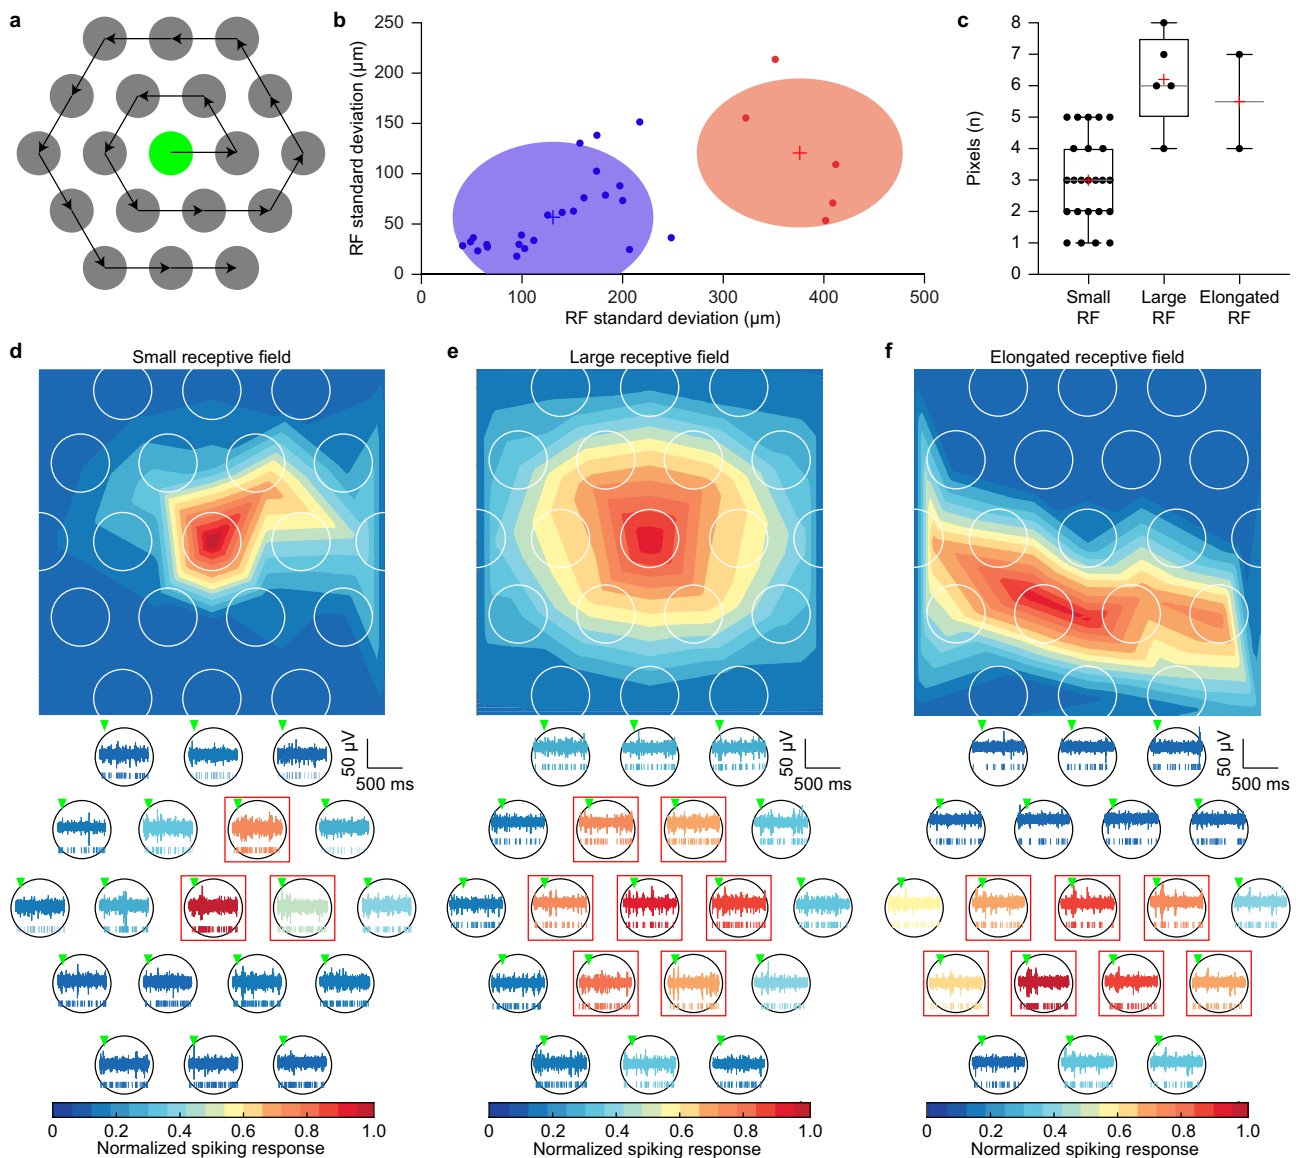 a
b
c
250
200
150
100
50
0
RF standard deviation (µm)
0 100 200 300 400 500
RF standard deviation (µm)
8
7
6
5
4
3
2
1
0
Pixels (n)
Small RF
Large RF
Elongated RF
d
Small receptive field
e
Large receptive field
f
Elongated receptive field
50 µV
500 ms
50 µV
500 ms
50 µV
500 ms
0 0.2 0.4 0.6 0.8 1.0
Normalized spiking response
0 0.2 0.4 0.6 0.8 1.0
Normalized spiking response
0 0.2 0.4 0.6 0.8 1.0
Normalized spiking response